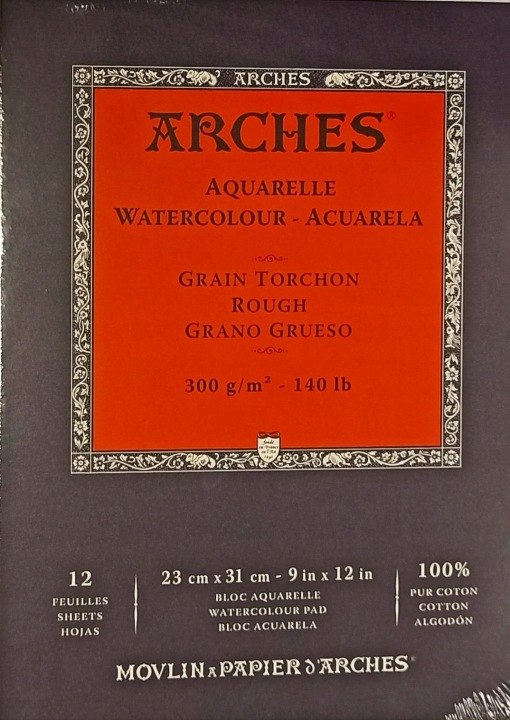 ARCHES
ARCHES®
AQUARELLE
WATERCOLOUR - ACUARELA
GRAIN TORCHON
ROUGH
GRANO GRUESO
300 g/m² - 140 lb
fondé
12
FEUILLES
SHEETS
HOJAS
23 cm x 31 cm - 9 in x 12 in
BLOC AQUARELLE
WATERCOLOUR PAD
BLOC ACUARELA
100%
PUR COTON
COTTON
ALGODÓN
MOVLIN A PAPIER D'ARCHES®